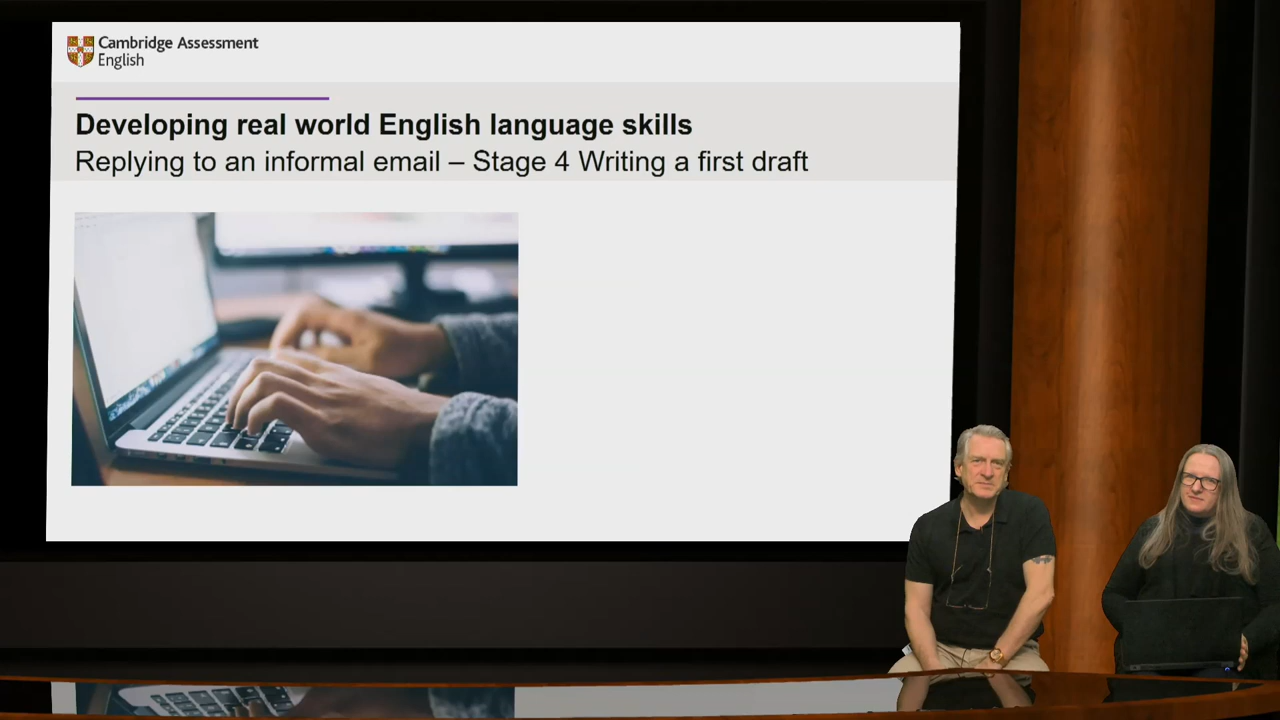 Cambridge Assessment
English
Developing real world English language skills
Replying to an informal email – Stage 4 Writing a first draft